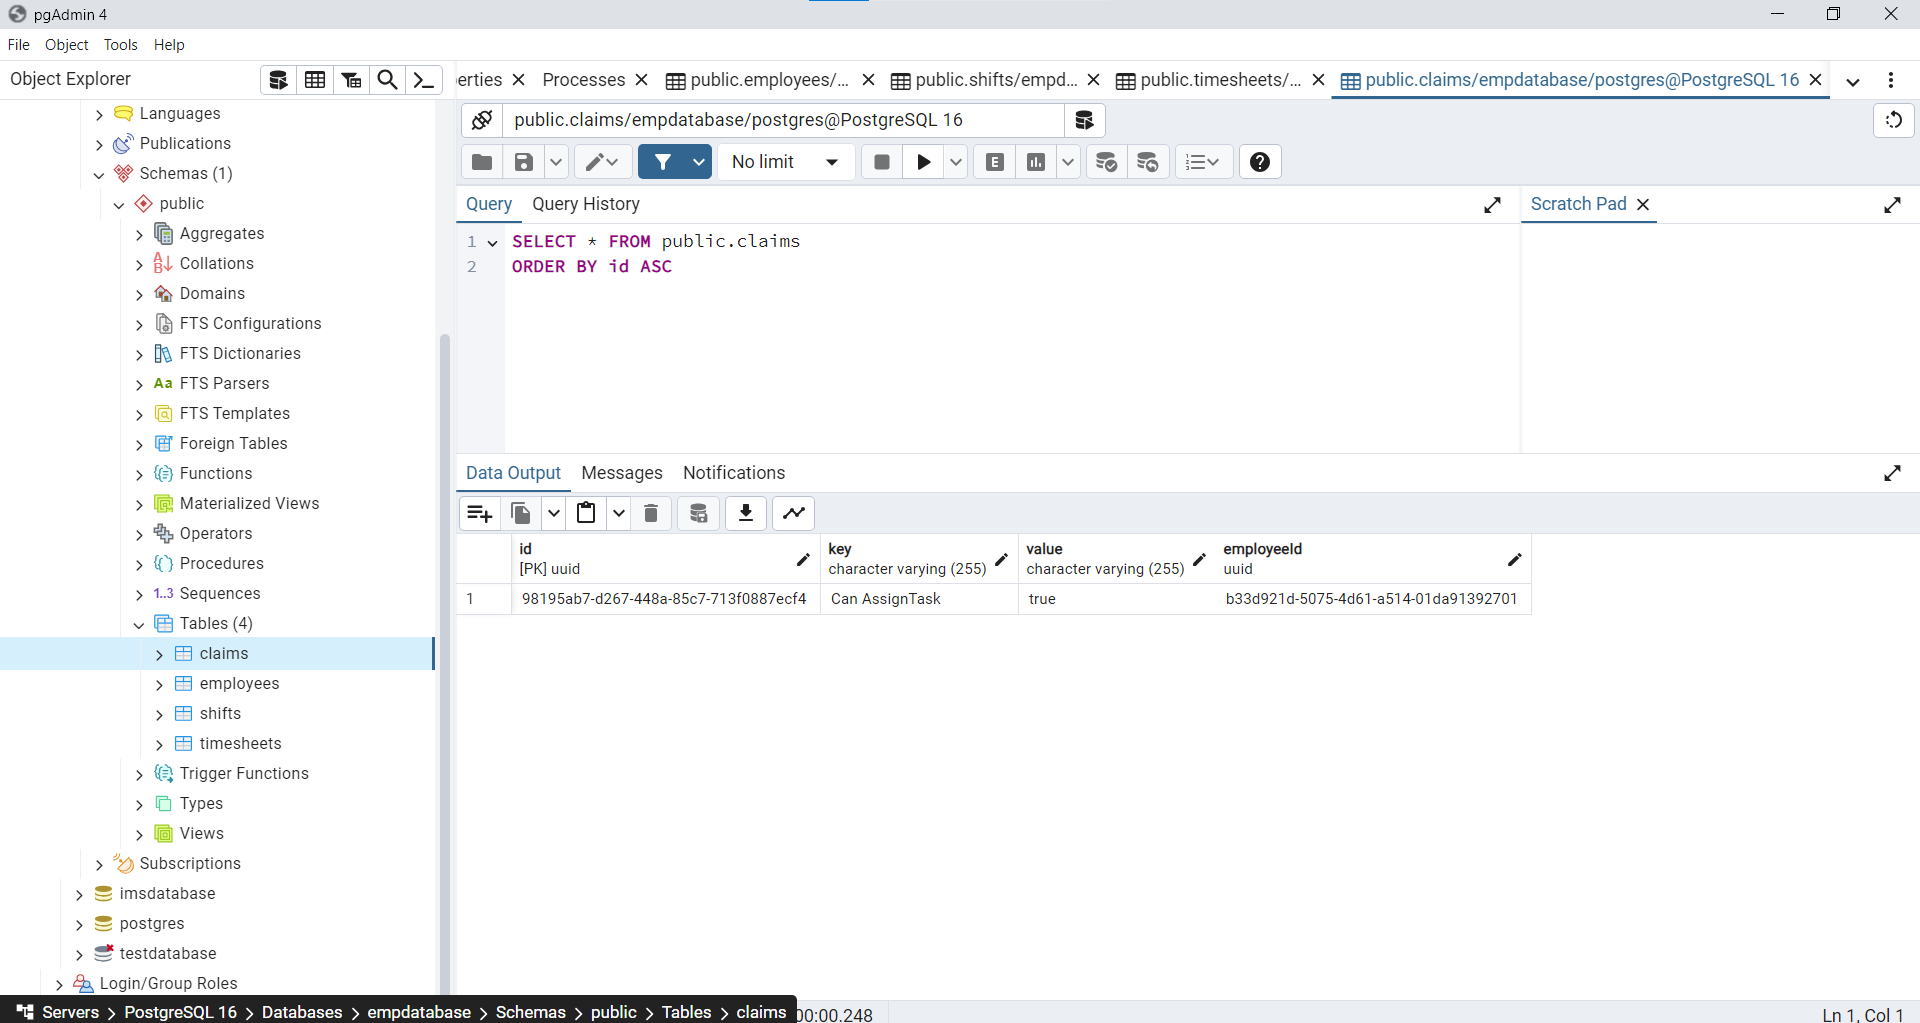 pgAdmin 4
File Object Tools Help
Object Explorer
erties Processes public.employees/... public.shifts/empd... public.timesheets/... public.claims/empdatabase/postgres@PostgreSQL 16
public.claims/empdatabase/postgres@PostgreSQL 16
No limit
E
Query Query History
Scratch Pad
1 SELECT * FROM public.claims
2 ORDER BY id ASC
Data Output Messages Notifications
id key value employeeId
[PK] uuid character varying (255) character varying (255) uuid
1 98195ab7-d267-448a-85c7-713f0887ecf4 Can AssignTask true b33d921d-5075-4d61-a514-01da91392701
Languages
Publications
Schemas (1)
public
Aggregates
Collations
Domains
FTS Configurations
FTS Dictionaries
Aa FTS Parsers
FTS Templates
Foreign Tables
Functions
Materialized Views
Operators
Procedures
1..3 Sequences
Tables (4)
claims
employees
shifts
timesheets
Trigger Functions
Types
Views
Subscriptions
imsdatabase
postgres
testdatabase
Login/Group Roles
Servers > PostgreSQL 16 > Databases > empdatabase > Schemas > public > Tables > claims
00:00.248
Ln 1, Col 1